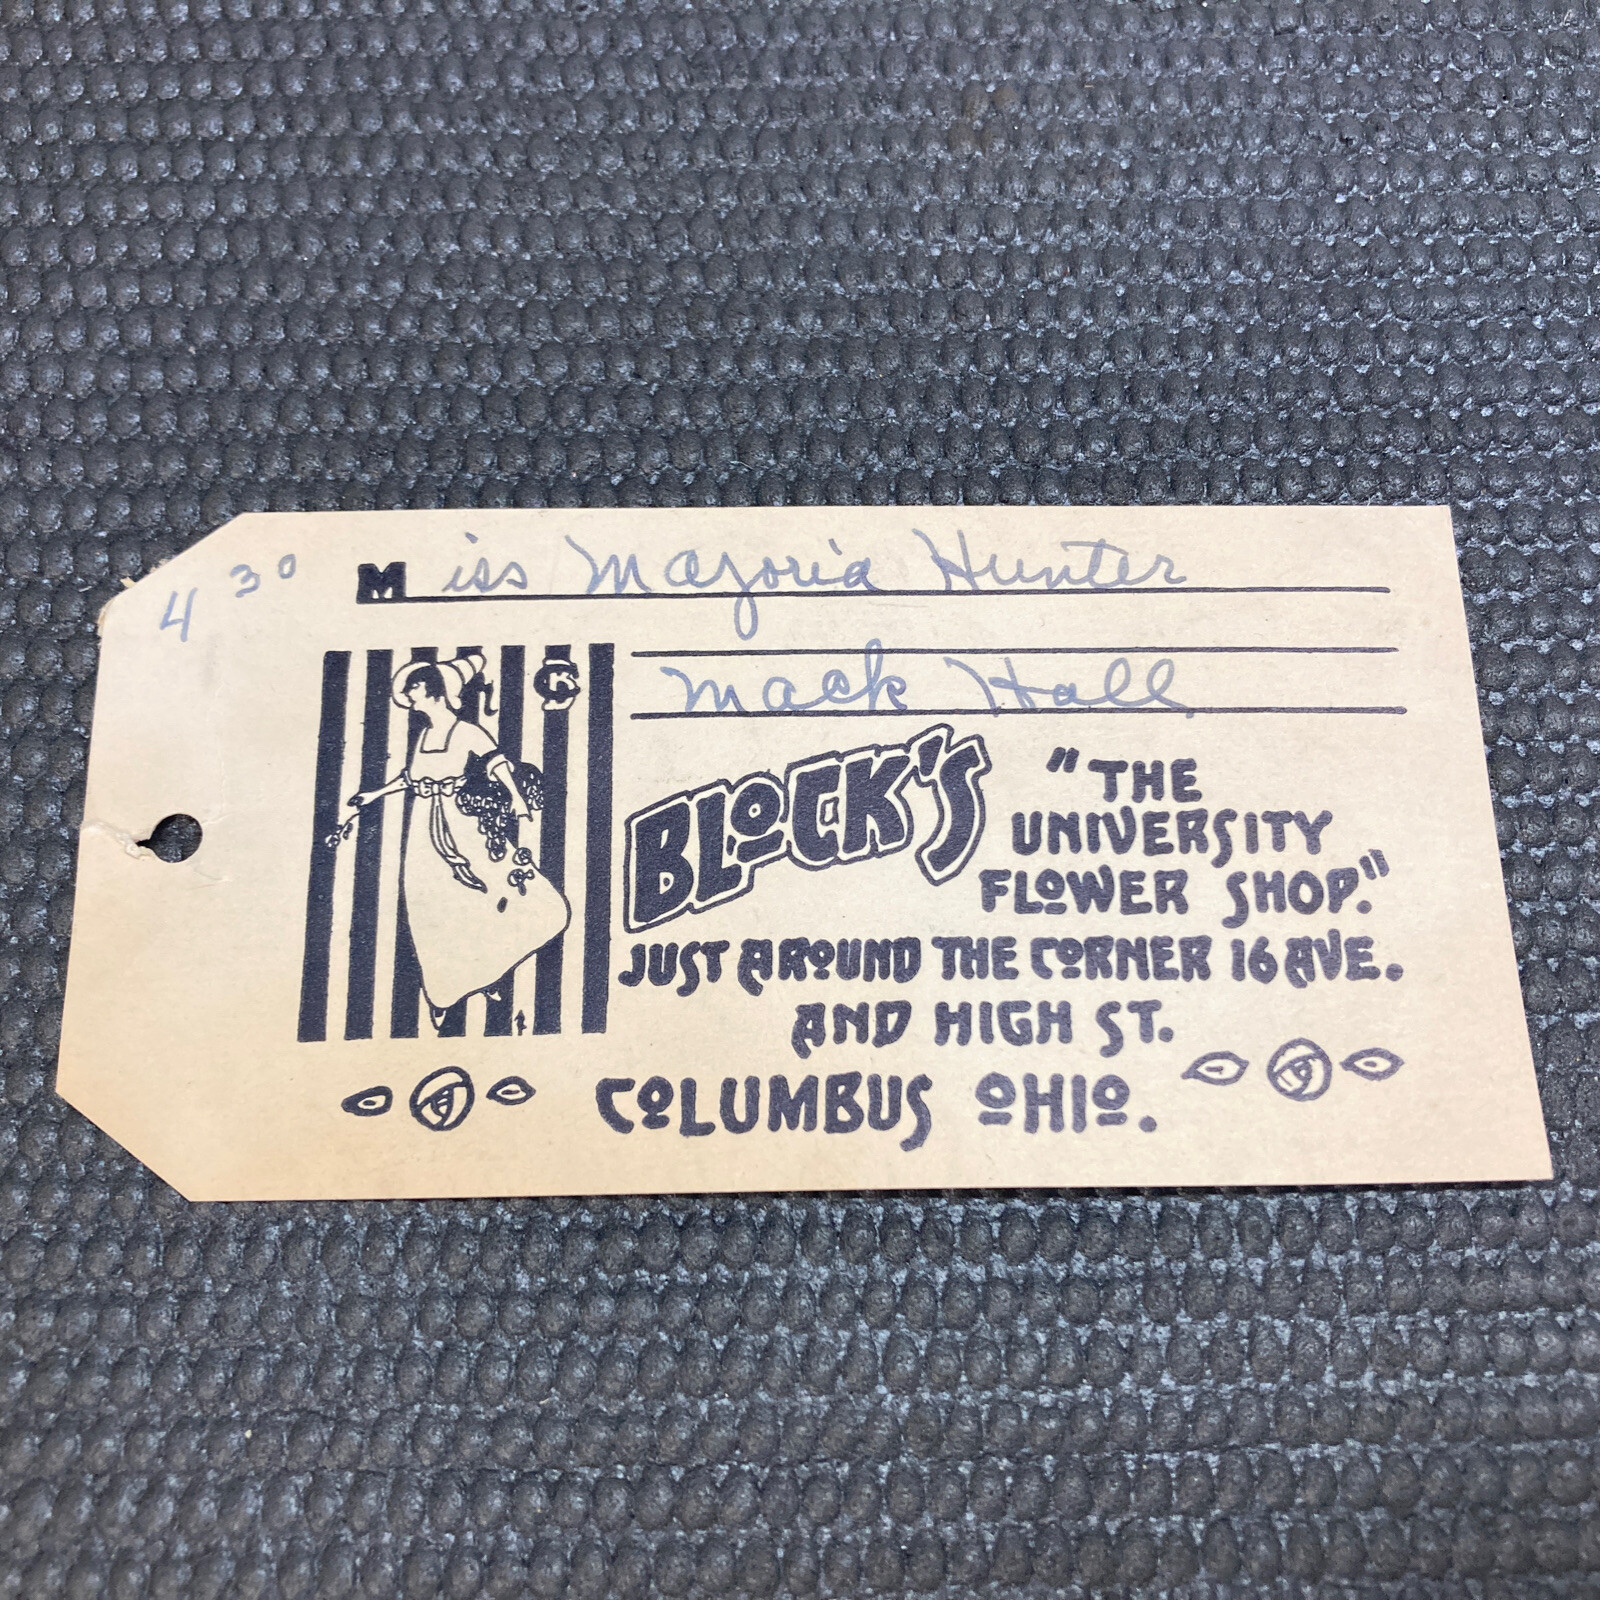 4 30
Miss Marjoria Hunter
Mack Hall
BLOCK'S
"THE
UNIVERSITY
FLOWER SHOP."
JUST AROUND THE CORNER 16 AVE.
AND HIGH ST.
COLUMBUS OHIO.